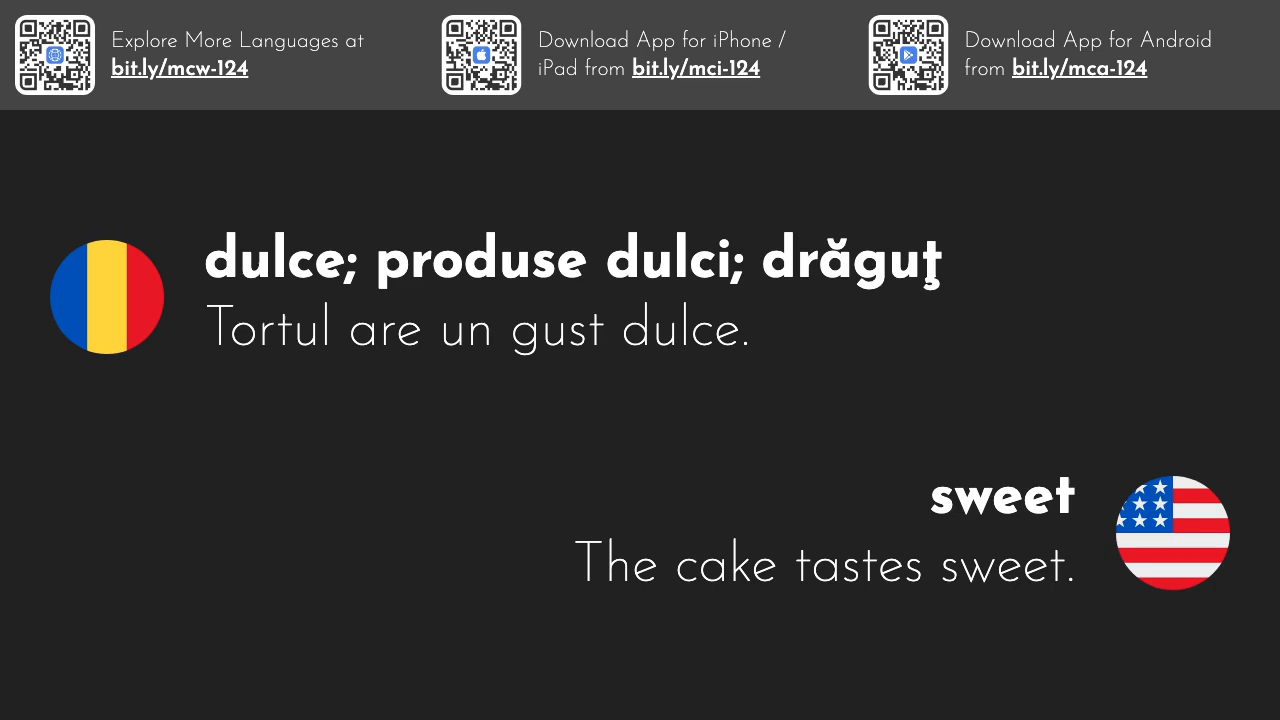 Explore More Languages at
bit.ly/mcw-124
Download App for iPhone /
iPad from bit.ly/mci-124
Download App for Android
from bit.ly/mca-124
dulce; produse dulci; drăguţ
Tortul are un gust dulce.
sweet
The cake tastes sweet.